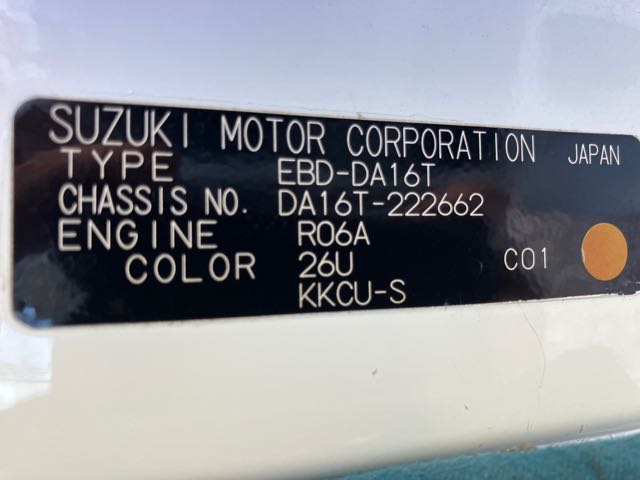 SUZUKI MOTOR CORPORATION JAPAN
TYPE EBD-DA16T
CHASSIS NO. DA16T-222662
ENGINE R06A
COLOR 26U C01
KKCU-S